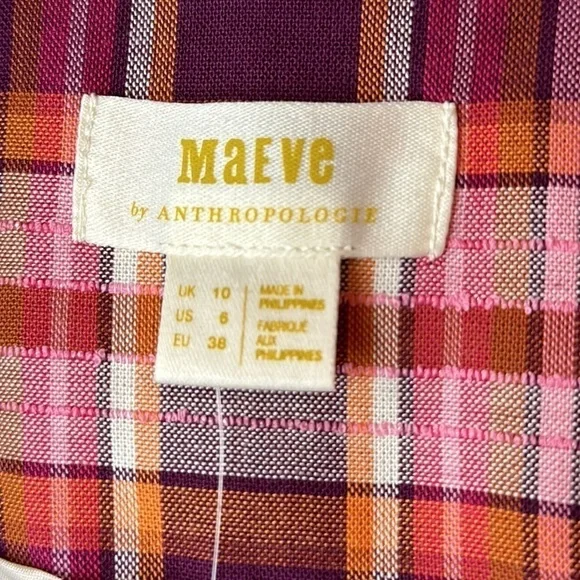 MaEve
by ANTHROPOLOGIE
UK 10
US 6
EU 38
MADE IN
PHILIPPINES
FABRIQUÉ
AUX
PHILIPPINES